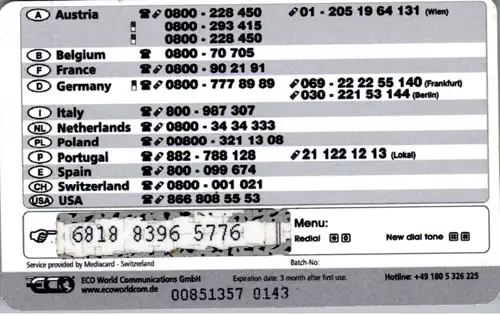 A Austria 0800 - 228 450 01 - 205 19 64 131 (Wien)
0800 - 293 415
0800 - 228 450
B Belgium 0800 - 70 705
F France 0800 - 90 21 91
D Germany 0800 - 777 89 89 069 - 22 22 55 140 (Frankfurt)
030 - 221 53 144 (Berlin)
I Italy 800 - 987 307
NL Netherlands 0800 - 34 34 333
PL Poland 00800 - 321 13 08
P Portugal 882 - 788 128 21 122 12 13 (Lokal)
E Spain 800 - 099 674
CH Switzerland 0800 - 001 021
USA USA 866 808 55 53
6818 8396 5776
Menu:
Redial * 0 New dial tone # #
Service provided by Mediacard - Switzerland Batch-No:
ECO ECO World Communications GmbH Expiration date: 3 month after first use. Hotline: +49 180 5 326 225
www.ecoworldcom.de 00851357 0143